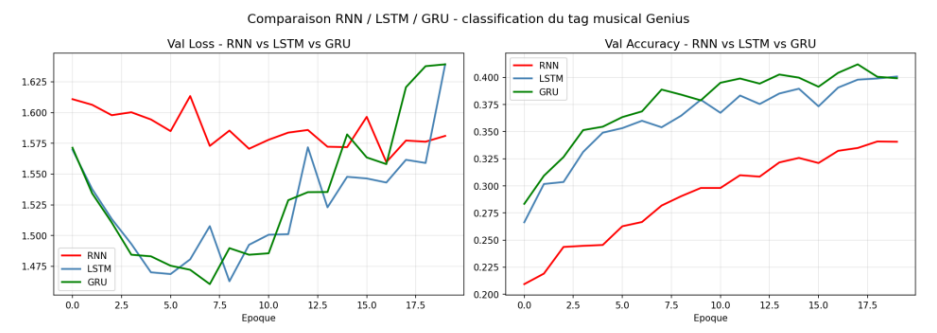 Comparaison RNN / LSTM / GRU - classification du tag musical Genius
Val Loss - RNN vs LSTM vs GRU
1.625
1.600
1.575
1.550
1.525
1.500
1.475
RNN
LSTM
GRU
0.0 2.5 5.0 7.5 10.0 12.5 15.0 17.5
Epoque
Val Accuracy - RNN vs LSTM vs GRU
RNN
LSTM
GRU
0.400
0.375
0.350
0.325
0.300
0.275
0.250
0.225
0.200
0.0 2.5 5.0 7.5 10.0 12.5 15.0 17.5
Epoque